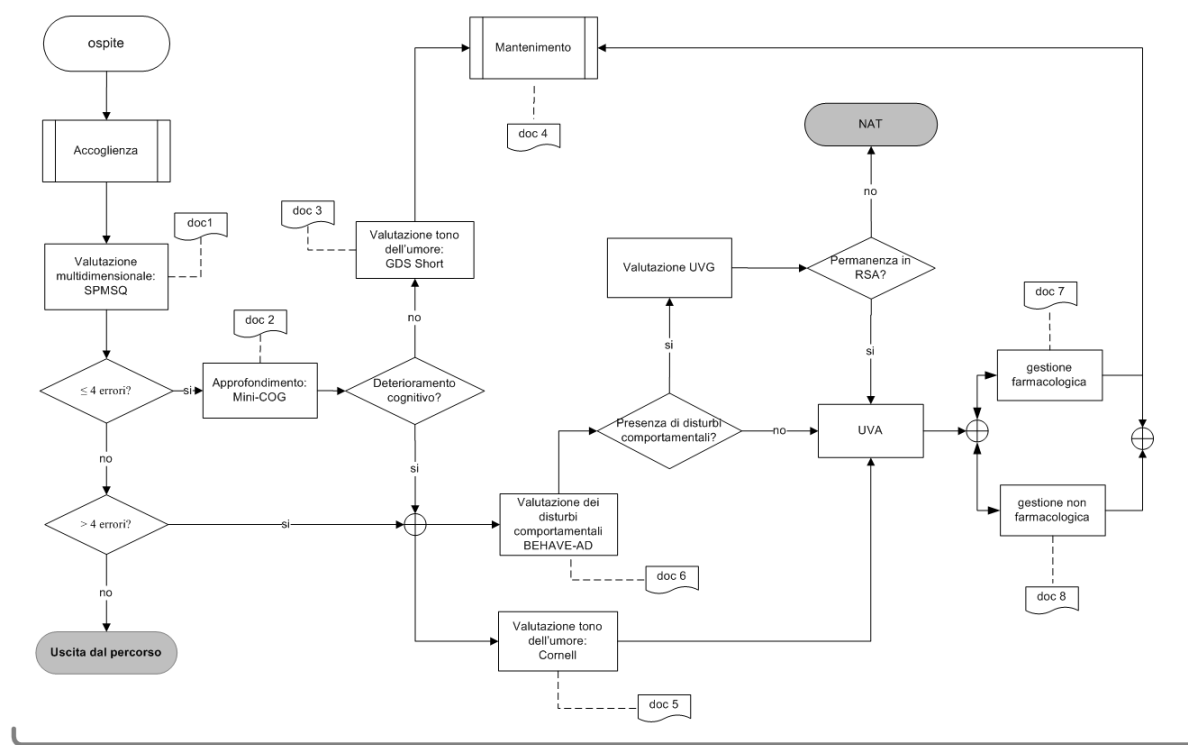 ospite
Mantenimento
NAT
doc 4
Accoglienza
doc 3
doc1
no
Valutazione tono
dell'umore:
GDS Short
Valutazione
multidimensionale:
SPMSQ
Valutazione UVG
Permanenza in
RSA?
doc 7
doc 2
no
si
si
no
gestione
farmacologica
≤ 4 errori?
si
Approfondimento:
Mini-COG
Deterioramento
cognitivo?
Presenza di disturbi
comportamentali?
no
UVA
no
si
Valutazione dei
disturbi
comportamentali
BEHAVE-AD
gestione non
farmacologica
> 4 errori?
si
doc 6
no
doc 8
Valutazione tono
dell'umore:
Cornell
Uscita dal percorso
doc 5